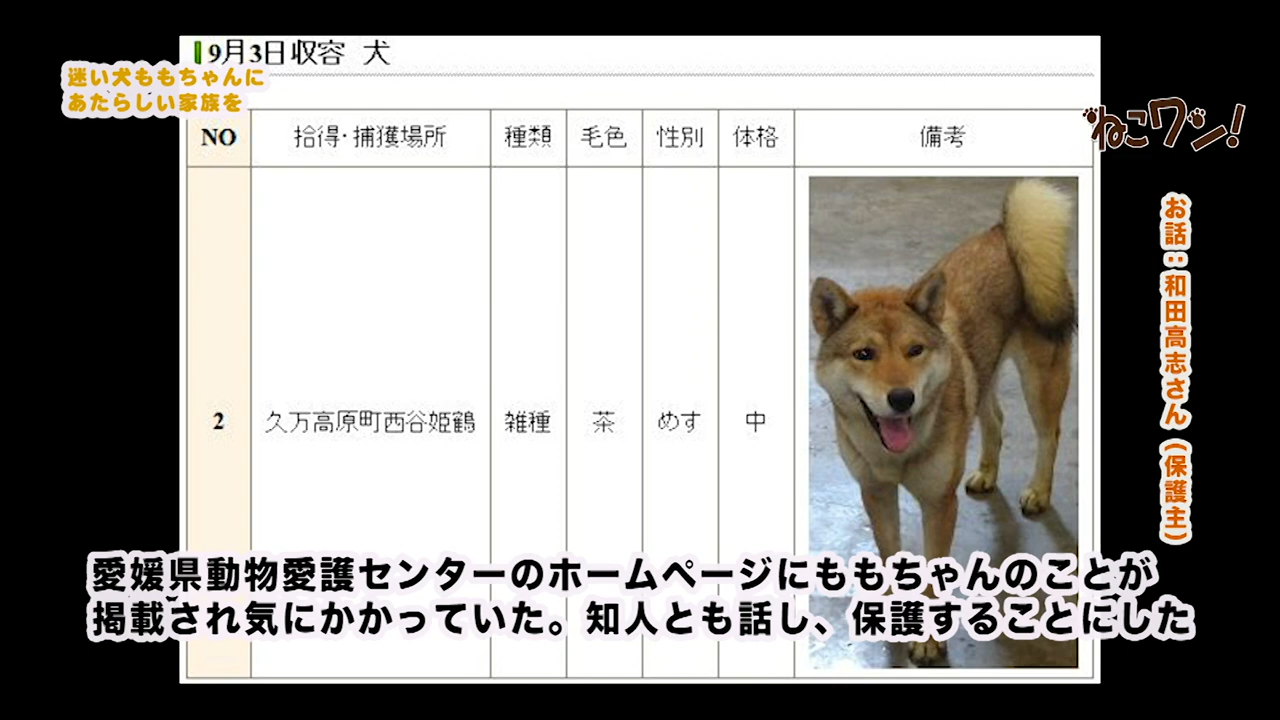 9月3日収容 犬
迷い犬ももちゃんに
あたらしい家族を
ねこワン!
NO 拾得・捕獲場所 種類 毛色 性別 体格 備考
2 久万高原町西谷姫鶴 雑種 茶 めす 中
お話:和田高志さん(保護主)
愛媛県動物愛護センターのホームページにももちゃんのことが
掲載され気にかかっていた。知人とも話し、保護することにした